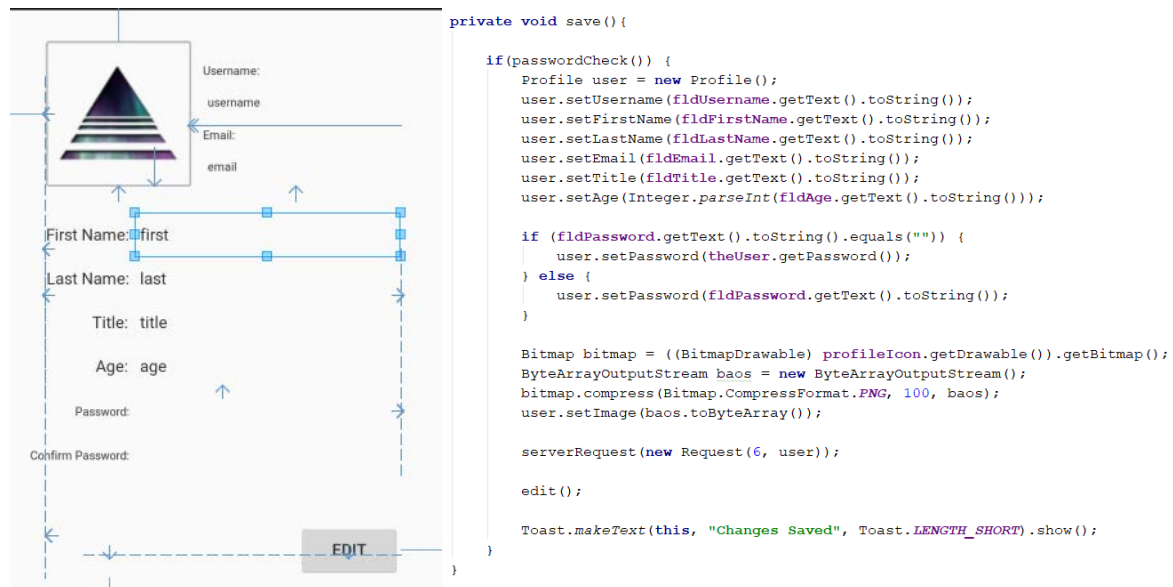 Username:
username
Email:
email
First Name: first
Last Name: last
Title: title
Age: age
Password:
Confirm Password:
EDIT
private void save(){
if(passwordCheck()) {
Profile user = new Profile();
user.setUsername(fldUsername.getText().toString());
user.setFirstName(fldFirstName.getText().toString());
user.setLastName(fldLastName.getText().toString());
user.setEmail(fldEmail.getText().toString());
user.setTitle(fldTitle.getText().toString());
user.setAge(Integer.parseInt(fldAge.getText().toString()));
if (fldPassword.getText().toString().equals("")) {
user.setPassword(theUser.getPassword());
} else {
user.setPassword(fldPassword.getText().toString());
}
Bitmap bitmap = ((BitmapDrawable) profileIcon.getDrawable()).getBitmap();
ByteArrayOutputStream baos = new ByteArrayOutputStream();
bitmap.compress(Bitmap.CompressFormat.PNG, 100, baos);
user.setImage(baos.toByteArray());
serverRequest(new Request(6, user));
edit();
Toast.makeText(this, "Changes Saved", Toast.LENGTH_SHORT).show();
}
}